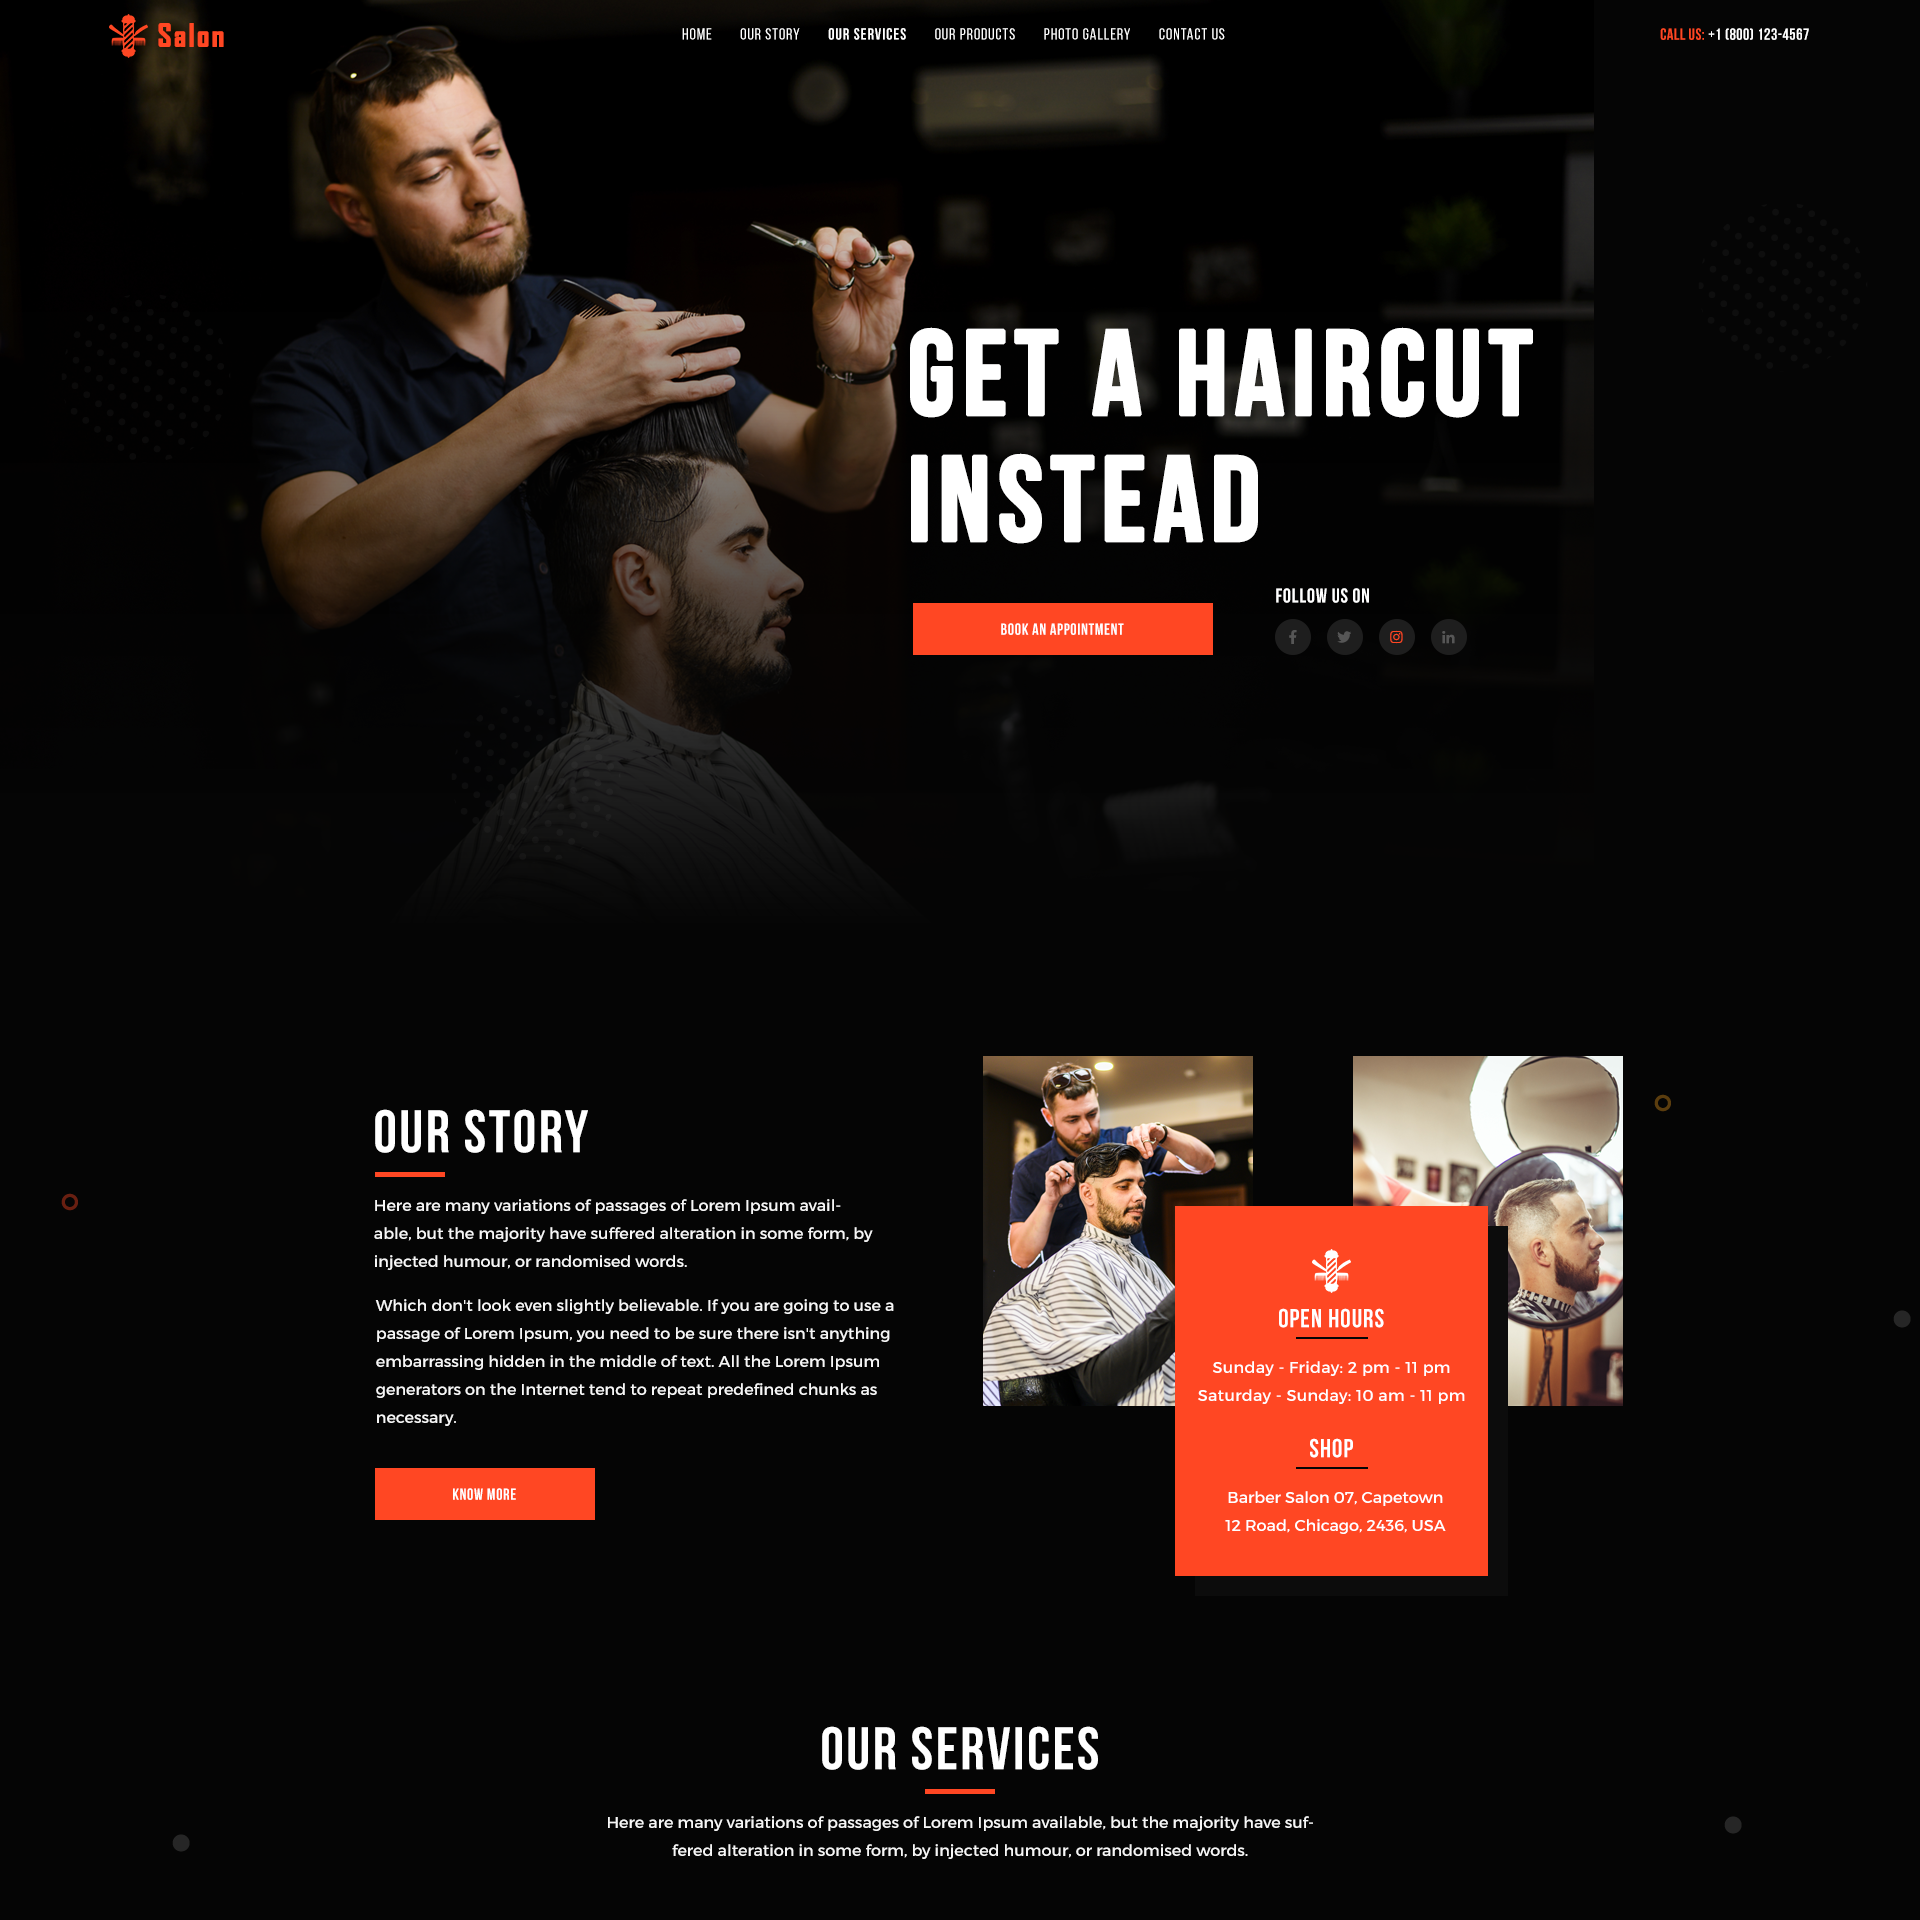 Salon
HOME
OUR STORY
OUR SERVICES
OUR PRODUCTS
PHOTO GALLERY
CONTACT US
CALL US: +1 (800) 123-4567
GET A HAIRCUT
INSTEAD
BOOK AN APPOINTMENT
FOLLOW US ON
OUR STORY
Here are many variations of passages of Lorem Ipsum avail-
able, but the majority have suffered alteration in some form, by
injected humour, or randomised words.
Which don't look even slightly believable. If you are going to use a
passage of Lorem Ipsum, you need to be sure there isn't anything
embarrassing hidden in the middle of text. All the Lorem Ipsum
generators on the Internet tend to repeat predefined chunks as
necessary.
KNOW MORE
OPEN HOURS
Sunday - Friday: 2 pm - 11 pm
Saturday - Sunday: 10 am - 11 pm
SHOP
Barber Salon 07, Capetown
12 Road, Chicago, 2436, USA
OUR SERVICES
Here are many variations of passages of Lorem Ipsum available, but the majority have suf-
fered alteration in some form, by injected humour, or randomised words.